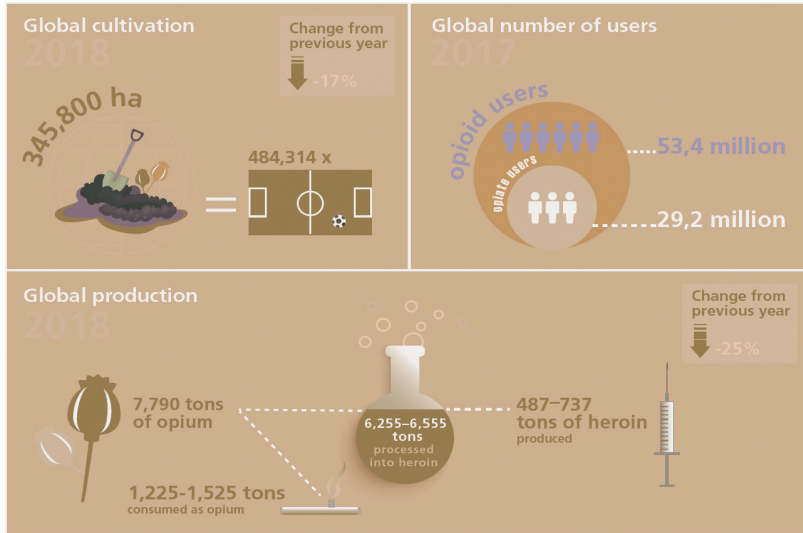 Global cultivation
2018
345,800 ha
Change from
previous year
-17%
484,314 x
Global number of users
2017
opioid users
opiate users
53,4 million
29,2 million
Global production
2018
Change from
previous year
-25%
7,790 tons
of opium
1,225-1,525 tons
consumed as opium
6,255–6,555
tons
processed
into heroin
487–737
tons of heroin
produced